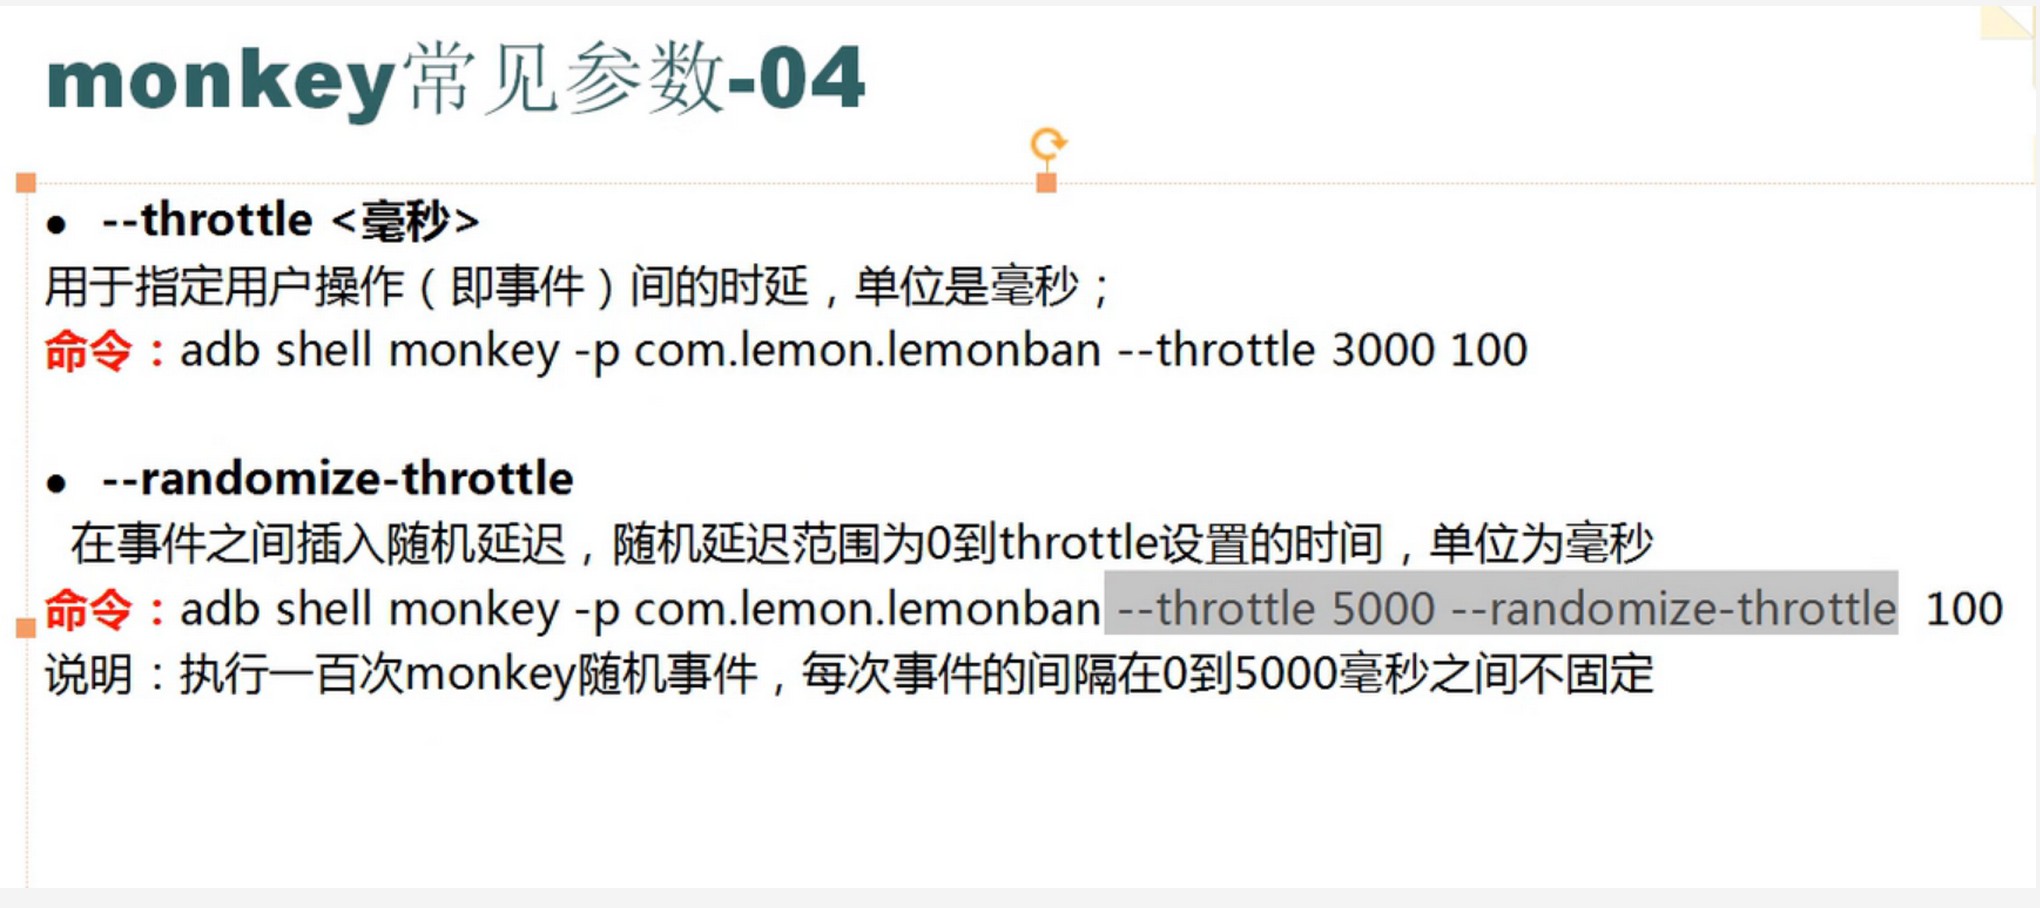 monkey常见参数-04
● --throttle <毫秒>
用于指定用户操作（即事件）间的时延，单位是毫秒；
命令：adb shell monkey -p com.lemon.lemonban --throttle 3000 100
● --randomize-throttle
在事件之间插入随机延迟，随机延迟范围为0到throttle设置的时间，单位为毫秒
命令：adb shell monkey -p com.lemon.lemonban --throttle 5000 --randomize-throttle 100
说明：执行一百次monkey随机事件，每次事件的间隔在0到5000毫秒之间不固定